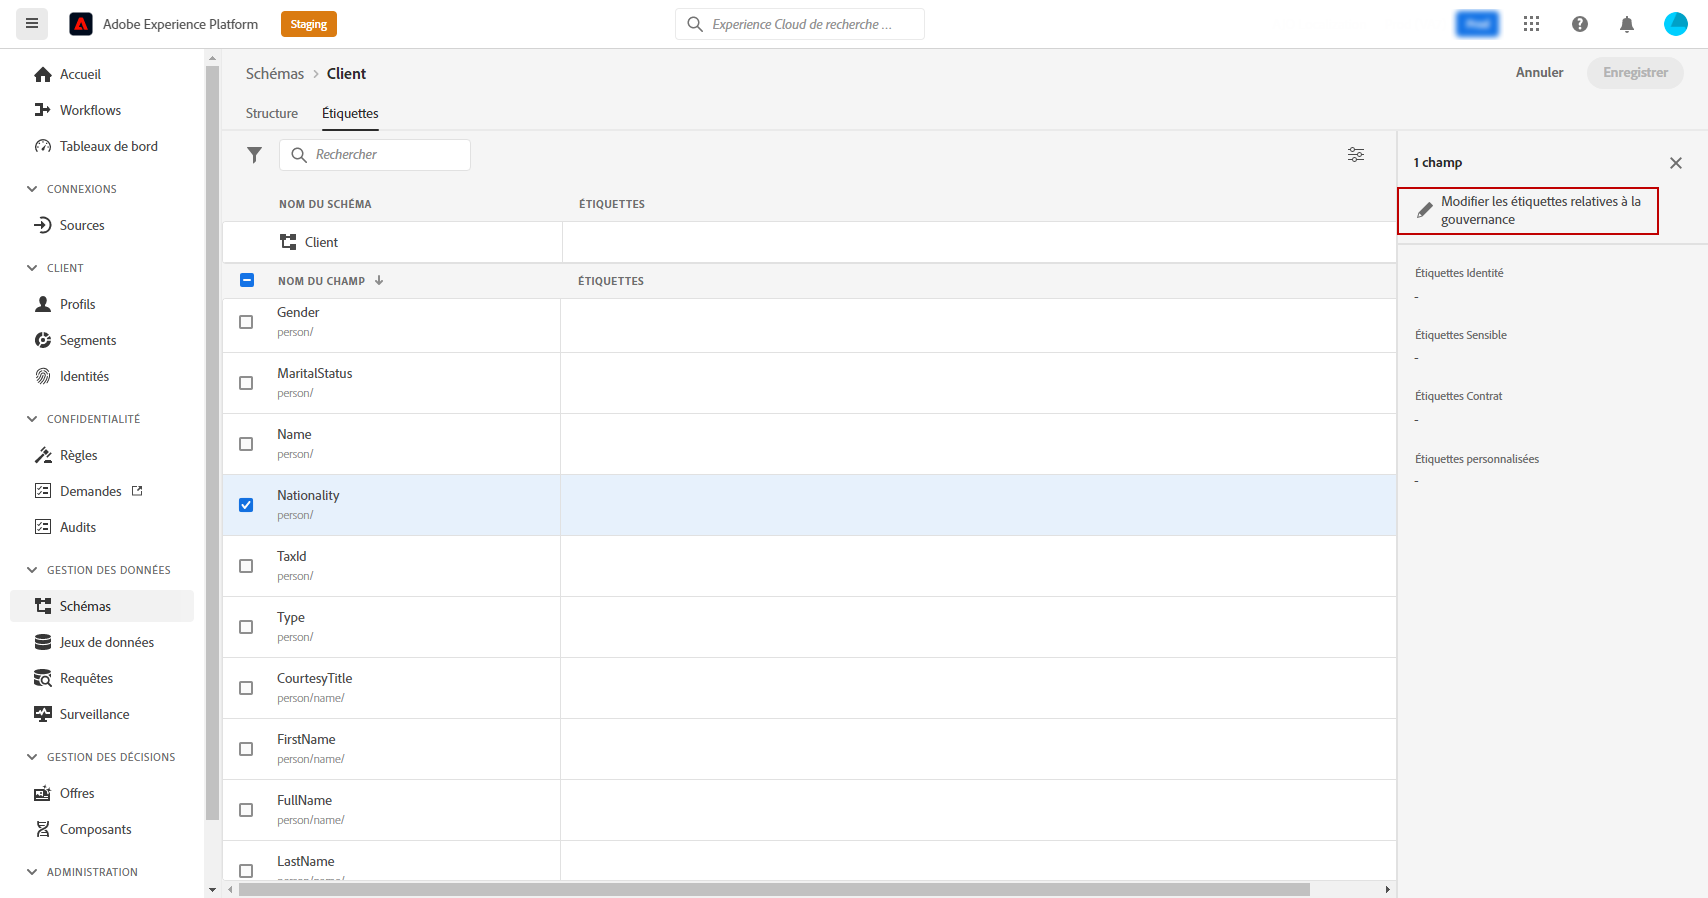 Adobe Experience Platform
Staging
Experience Cloud de recherche ...
Accueil
Workflows
Tableaux de bord
CONNEXIONS
Sources
CLIENT
Profils
Segments
Identités
CONFIDENTIALITÉ
Règles
Demandes
Audits
GESTION DES DONNÉES
Schémas
Jeux de données
Requêtes
Surveillance
GESTION DES DÉCISIONS
Offres
Composants
ADMINISTRATION
Schémas > Client
Annuler
Enregistrer
Structure
Étiquettes
Rechercher
NOM DU SCHÉMA
ÉTIQUETTES
Client
NOM DU CHAMP
ÉTIQUETTES
Gender
person/
MaritalStatus
person/
Name
person/
Nationality
person/
TaxId
person/
Type
person/
CourtesyTitle
person/name/
FirstName
person/name/
FullName
person/name/
LastName
person/name/
1 champ
Modifier les étiquettes relatives à la
gouvernance
Étiquettes Identité
-
Étiquettes Sensible
-
Étiquettes Contrat
-
Étiquettes personnalisées
-